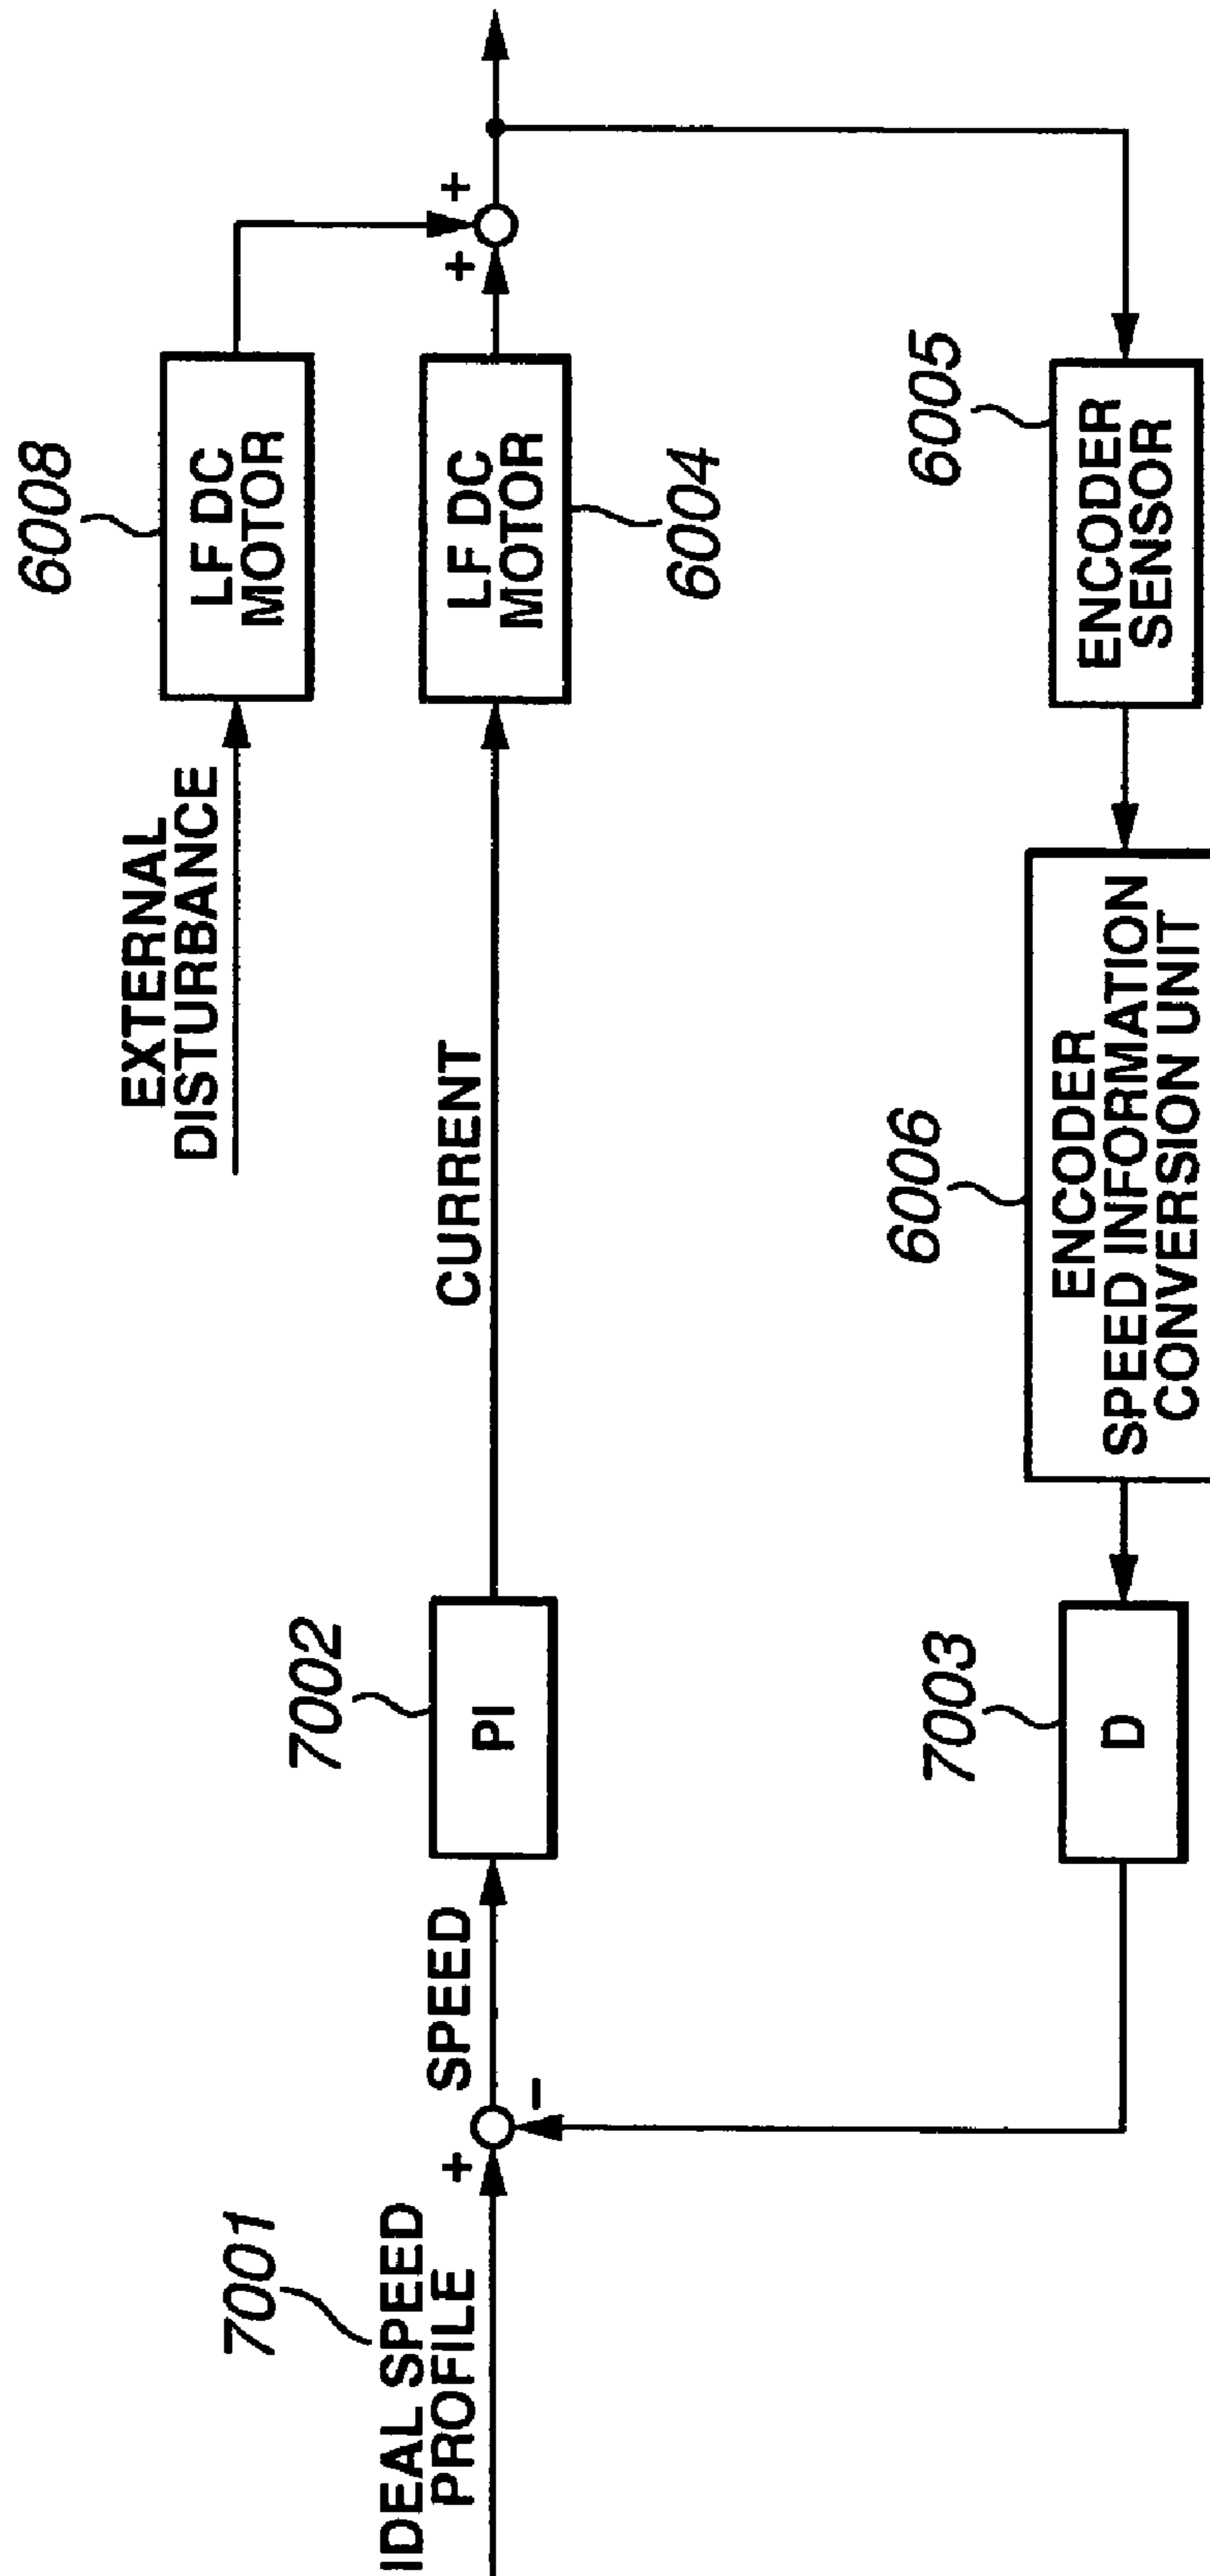 6008
LF DC
MOTOR
EXTERNAL
DISTURBANCE
7001
IDEAL SPEED
PROFILE
+
-
SPEED
7002
PI
CURRENT
LF DC
MOTOR
6004
+
+
7003
D
6006
ENCODER
SPEED INFORMATION
CONVERSION UNIT
6005
ENCODER
SENSOR